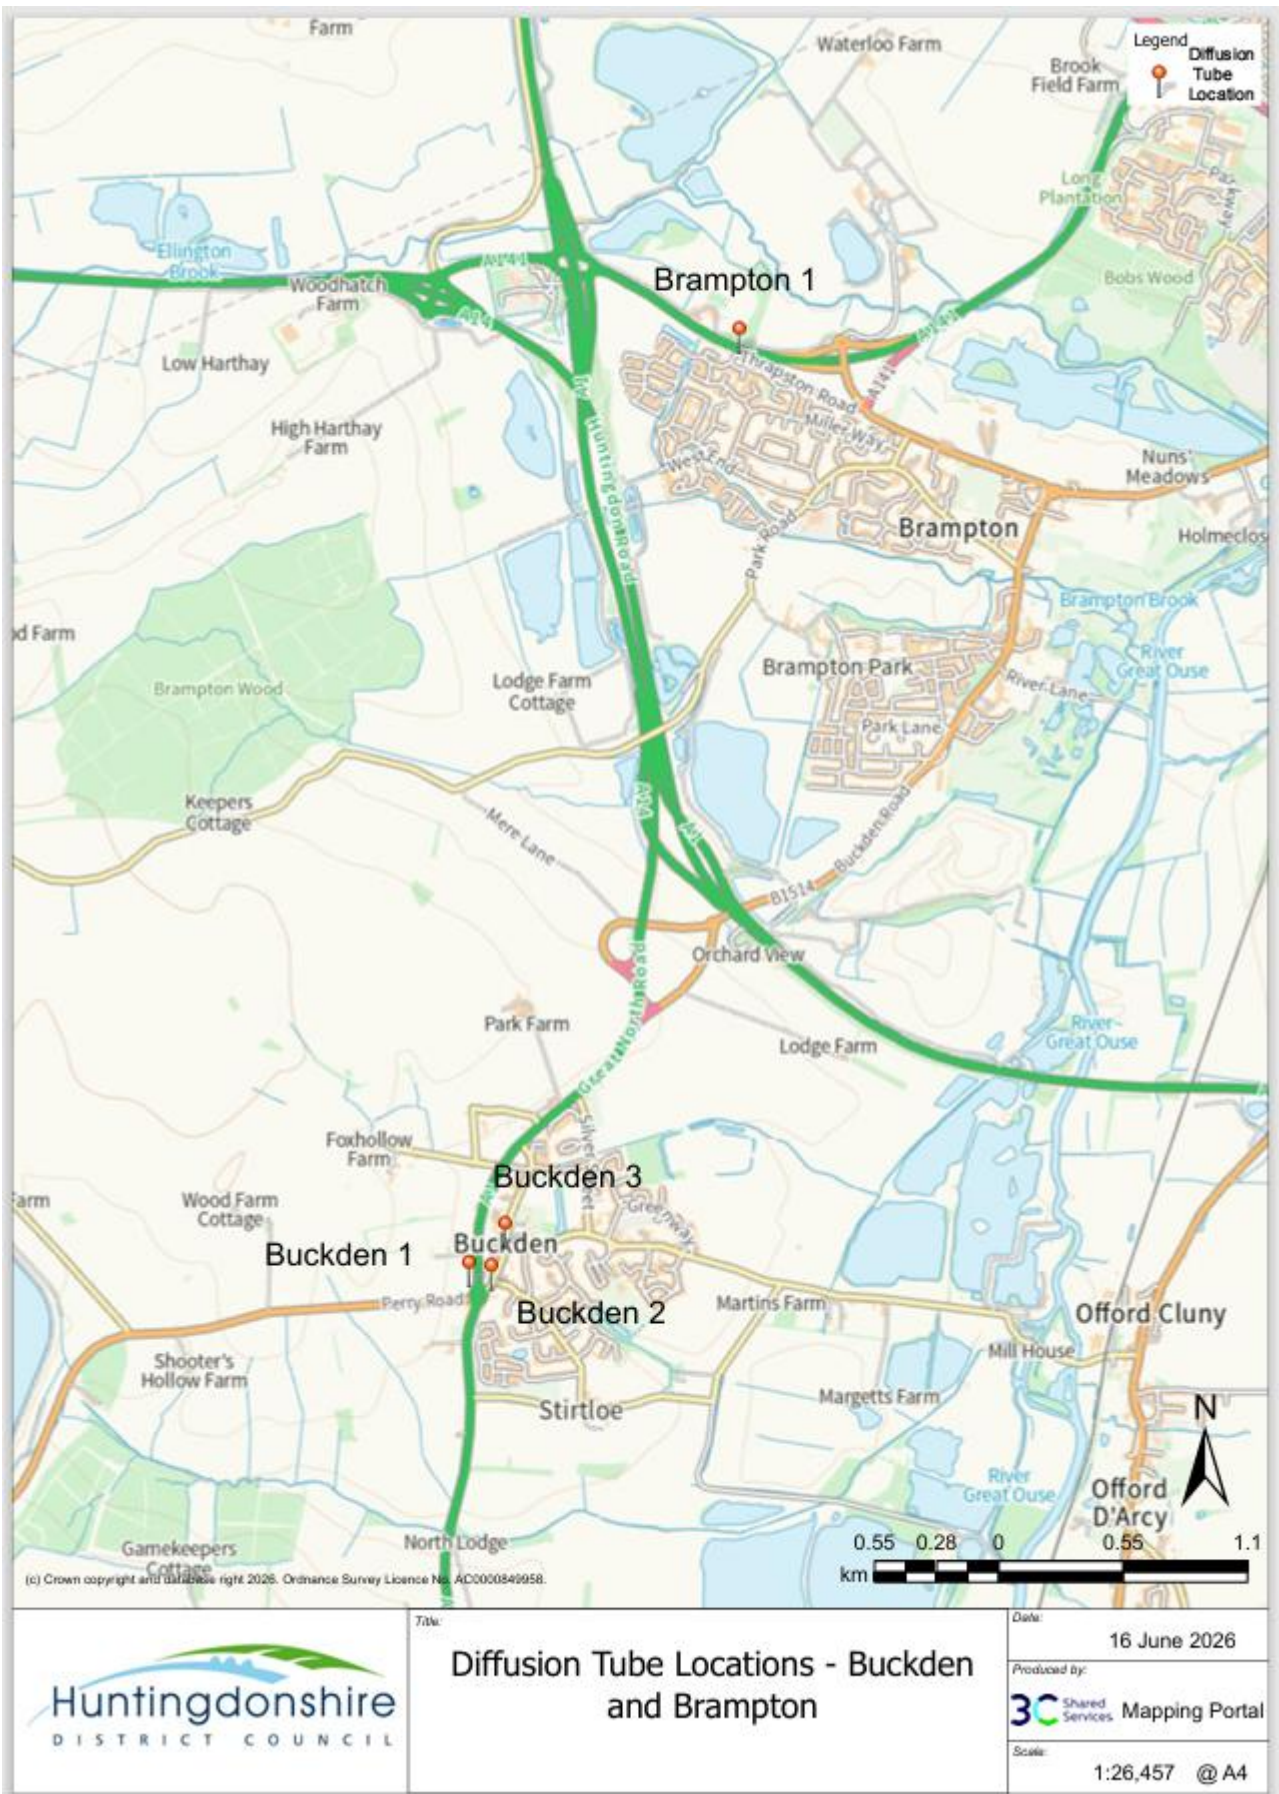 Farm
Waterloo Farm
Brook
Field Farm
Legend
Diffusion
Tube
Location
Long
Plantation
Parkway
Ellington
Brook
A141
Woodhatch
Farm
A14
Brampton 1
Bobs Wood
Low Harthay
Thrapston Road
A141
A141
High Harthay
Farm
A1
Huntingdon Road
Miller Way
West End
Nuns'
Meadows
Brampton
Park Road
Holmeclos
Brampton Brook
d Farm
River
Great Ouse
Brampton Wood
Lodge Farm
Cottage
Brampton Park
River Lane
Park Lane
Keepers
Cottage
A14
A1
Mere Lane
Buckden Road
B1514
Orchard View
Park Farm
Great North Road
Lodge Farm
River
Great Ouse
Foxhollow
Farm
Silver Street
Buckden 3
arm
Wood Farm
Cottage
Greenway
Buckden 1
Buckden
Perry Road
Buckden 2
Martins Farm
Offord Cluny
Shooter's
Hollow Farm
Mill House
Stirtloe
Margetts Farm
N
River
Great Ouse
Offord
D'Arcy
North Lodge
Gamekeepers
Cottage
0.55 0.28 0 0.55 1.1
km
(c) Crown copyright and database right 2026. Ordnance Survey Licence No. AC0000849958.
Huntingdonshire
DISTRICT COUNCIL
Title:
Diffusion Tube Locations - Buckden
and Brampton
Date:
16 June 2026
Produced by:
3C Shared
Services
Mapping Portal
Scale:
1:26,457 @ A4